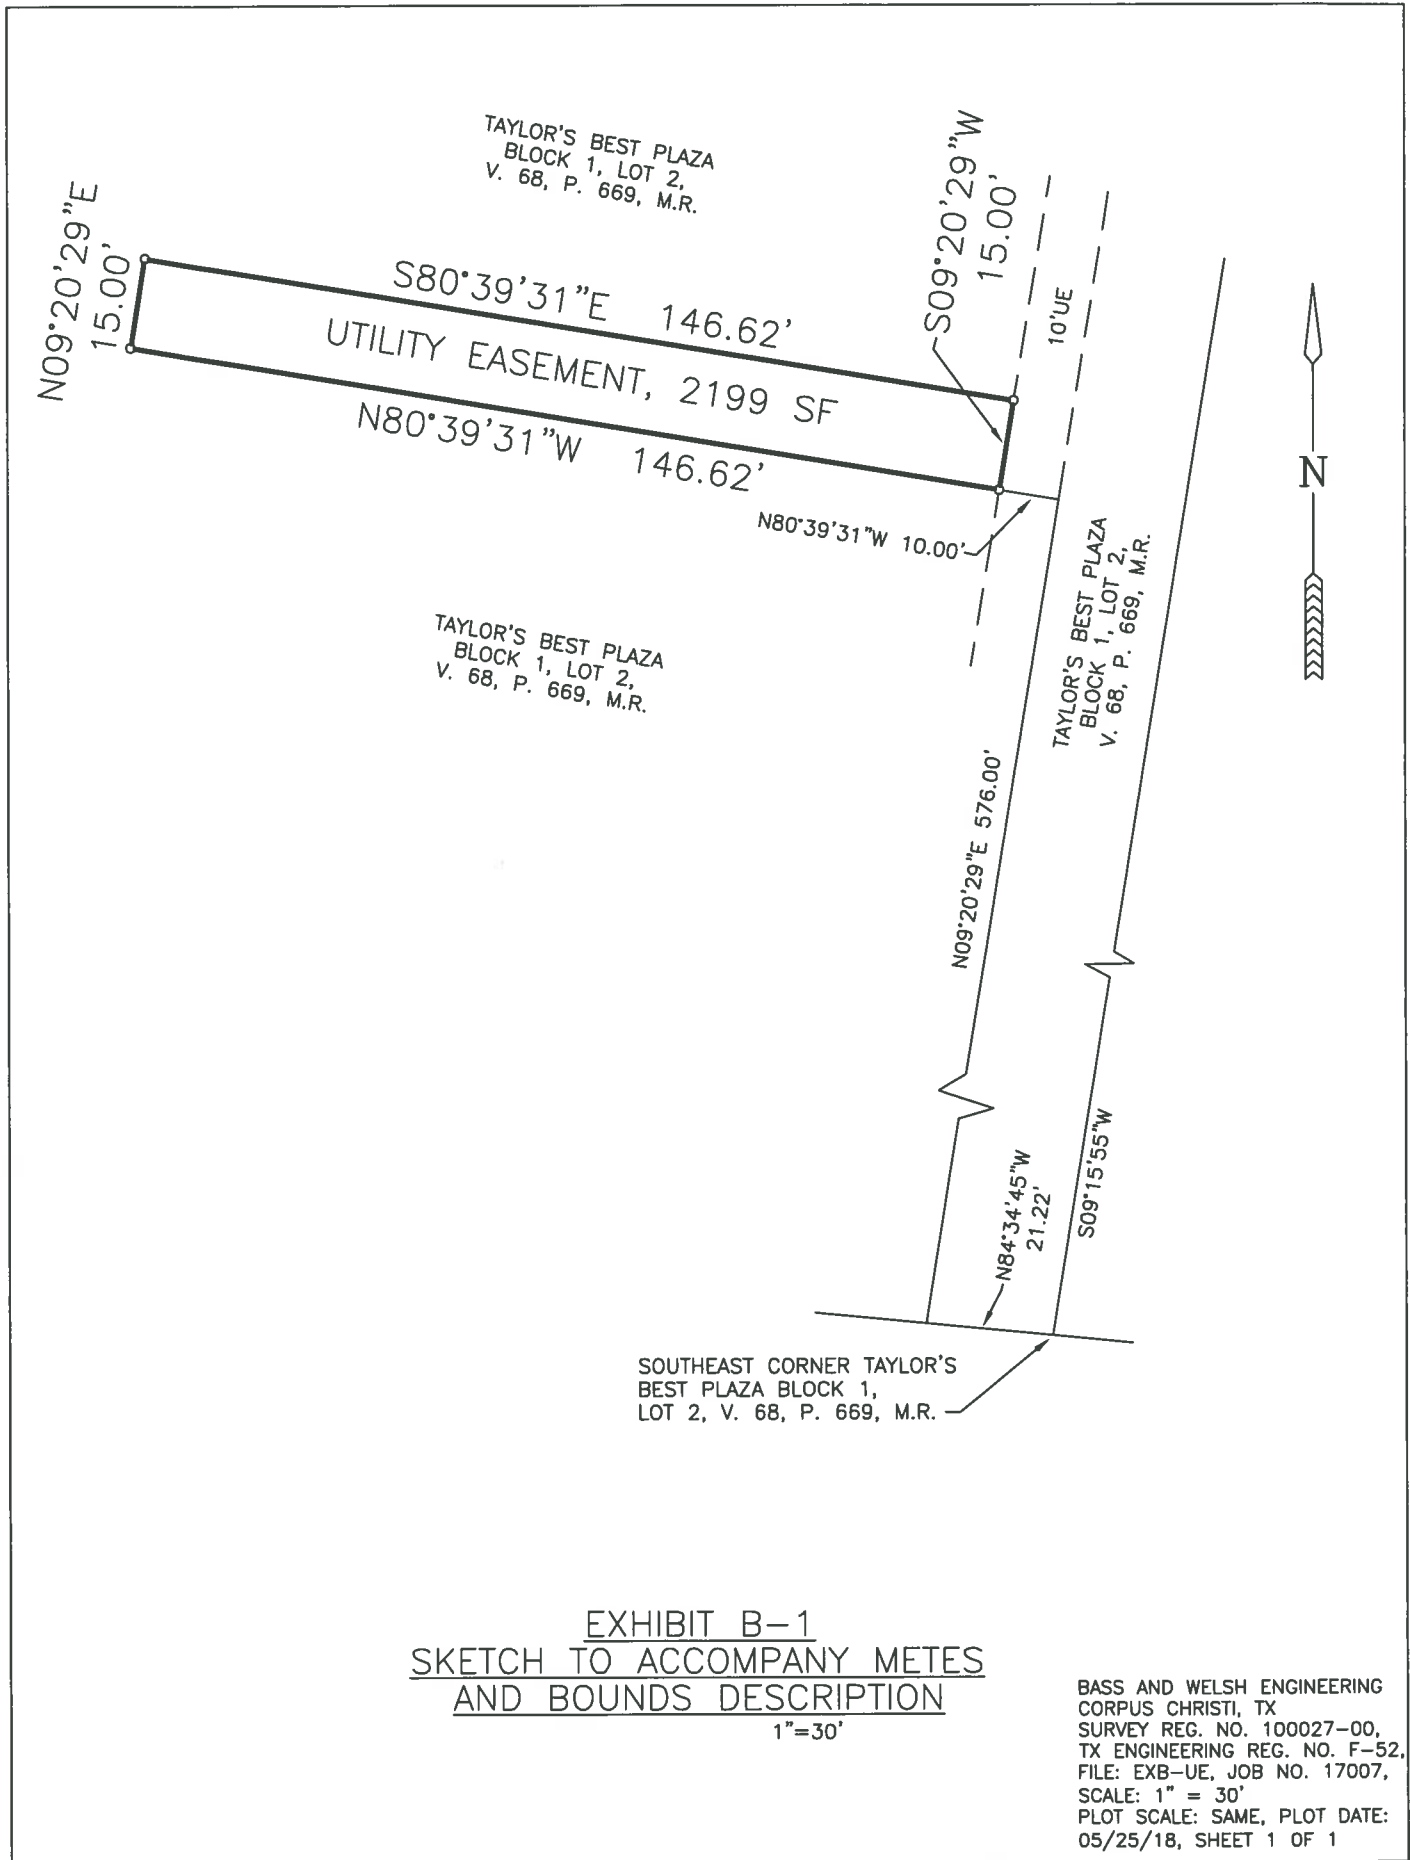 TAYLOR'S BEST PLAZA
BLOCK 1, LOT 2,
V. 68, P. 669, M.R.
S09°20'29"W
15.00'
N09°20'29"E
15.00'
S80°39'31"E 146.62'
UTILITY EASEMENT, 2199 SF
N80°39'31"W 146.62'
10'UE
N
N80°39'31"W 10.00'
TAYLOR'S BEST PLAZA
BLOCK 1, LOT 2,
V. 68, P. 669, M.R.
TAYLOR'S BEST PLAZA
BLOCK 1, LOT 2,
V. 68, P. 669, M.R.
N09°20'29"E 576.00'
N84°34'45"W
21.22'
S09°15'55"W
SOUTHEAST CORNER TAYLOR'S
BEST PLAZA BLOCK 1,
LOT 2, V. 68, P. 669, M.R.
EXHIBIT B-1
SKETCH TO ACCOMPANY METES
AND BOUNDS DESCRIPTION
1"=30'
BASS AND WELSH ENGINEERING
CORPUS CHRISTI, TX
SURVEY REG. NO. 100027-00,
TX ENGINEERING REG. NO. F-52,
FILE: EXB-UE, JOB NO. 17007,
SCALE: 1" = 30'
PLOT SCALE: SAME, PLOT DATE:
05/25/18, SHEET 1 OF 1